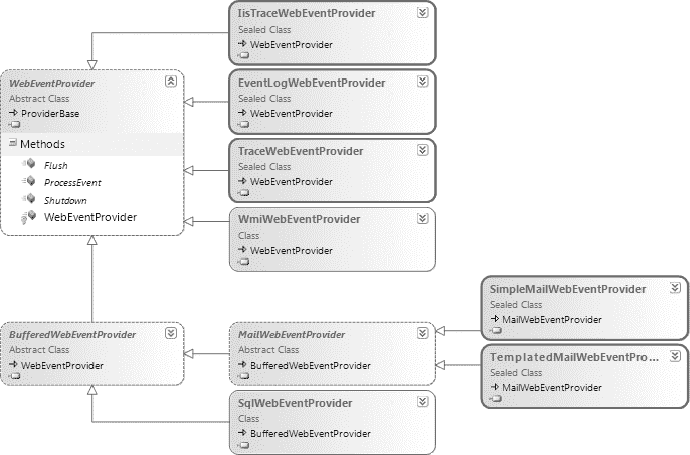 IisTraceWebEventProvider
Sealed Class
WebEventProvider
WebEventProvider
Abstract Class
ProviderBase
Methods
Flush
ProcessEvent
Shutdown
WebEventProvider
EventLogWebEventProvider
Sealed Class
WebEventProvider
TraceWebEventProvider
Sealed Class
WebEventProvider
WmiWebEventProvider
Class
WebEventProvider
SimpleMailWebEventProvider
Sealed Class
MailWebEventProvider
BufferedWebEventProvider
Abstract Class
WebEventProvider
MailWebEventProvider
Abstract Class
BufferedWebEventProvider
TemplatedMailWebEventPro...
Sealed Class
MailWebEventProvider
SqlWebEventProvider
Class
BufferedWebEventProvider